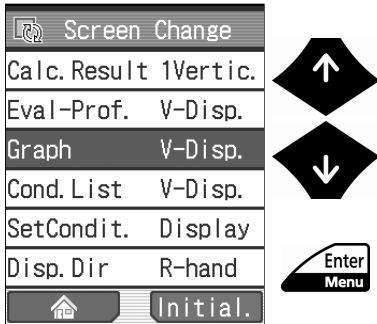 Screen Change
Calc.Result 1Vertic.
Eval-Prof. V-Disp.
Graph V-Disp.
Cond.List V-Disp.
SetCondit. Display
Disp.Dir R-hand
Initial.
Enter
Menu